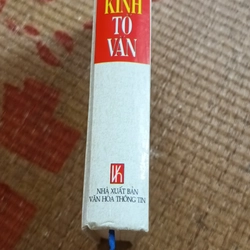 KINH
TO
VAN
NHÀ XUẤT BẢN
VĂN HÓA THÔNG TIN